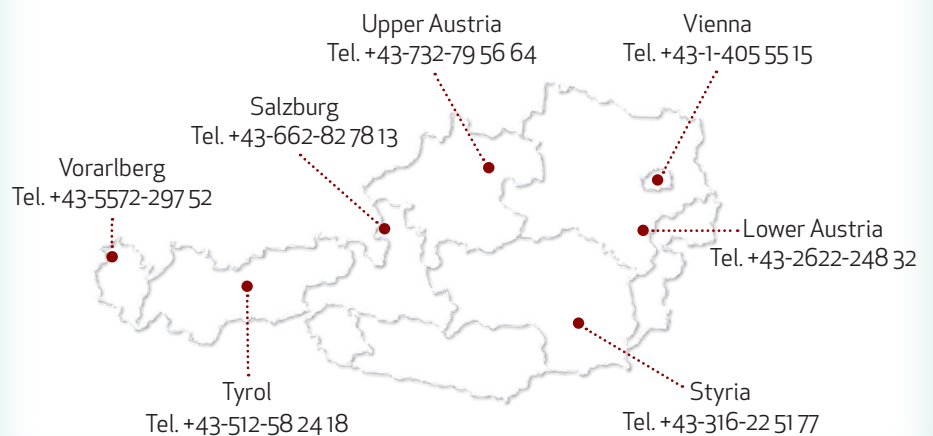 Upper Austria
Tel. +43-732-79 56 64
Vienna
Tel. +43-1-405 55 15
Salzburg
Tel. +43-662-82 78 13
Vorarlberg
Tel. +43-5572-297 52
Lower Austria
Tel. +43-2622-248 32
Tyrol
Tel. +43-512-58 24 18
Styria
Tel. +43-316-22 51 77